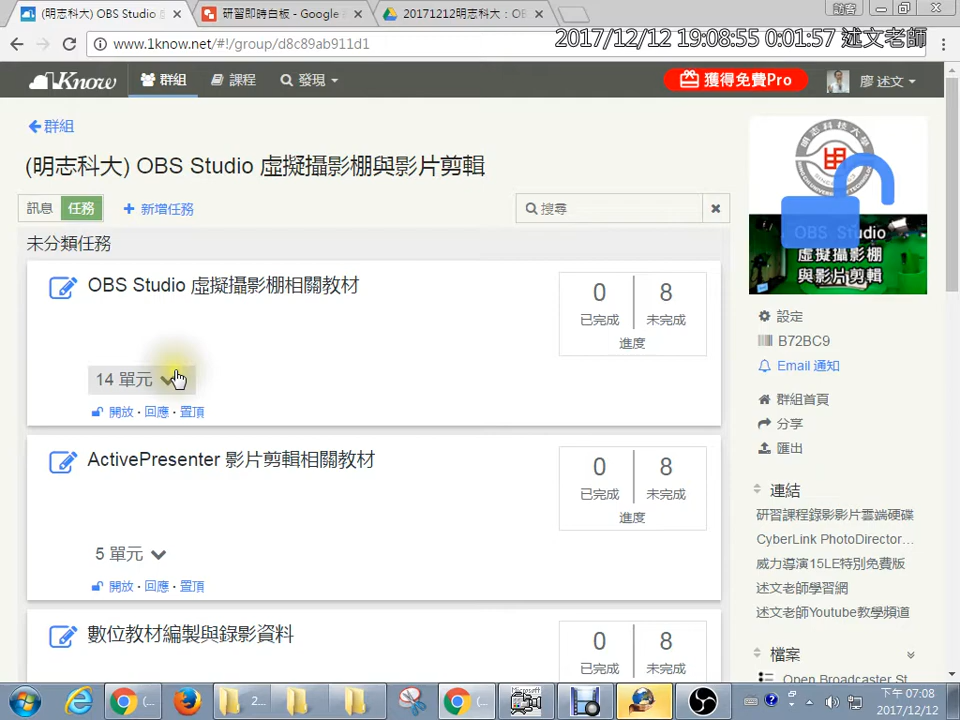 (明志科大) OBS Studio
研習即時白板 - Google
20171212明志科大：OB
訪客
www.1know.net/#!/group/d8c89ab911d1
2017/12/12 19:08:55 0:01:57 述文老師
1Know
群組
課程
發現
獲得免費Pro
廖 述文
群組
(明志科大) OBS Studio 虛擬攝影棚與影片剪輯
訊息 任務 + 新增任務
搜尋
未分類任務
OBS Studio 虛擬攝影棚相關教材
0 8
已完成 未完成
進度
14 單元
開放·回應·置頂
ActivePresenter 影片剪輯相關教材
0 8
已完成 未完成
進度
5 單元
開放·回應·置頂
數位教材編製與錄影資料
0 8
已完成 未完成
OBS Studio
虛擬攝影棚
與影片剪輯
設定
B72BC9
Email 通知
群組首頁
分享
匯出
連結
研習課程錄影影片雲端硬碟
CyberLink PhotoDirector...
威力導演15LE特別免費版
述文老師學習網
述文老師Youtube教學頻道
檔案
Open Broadcaster St
(...
2...
(...
Microsoft
下午 07:08
2017/12/12